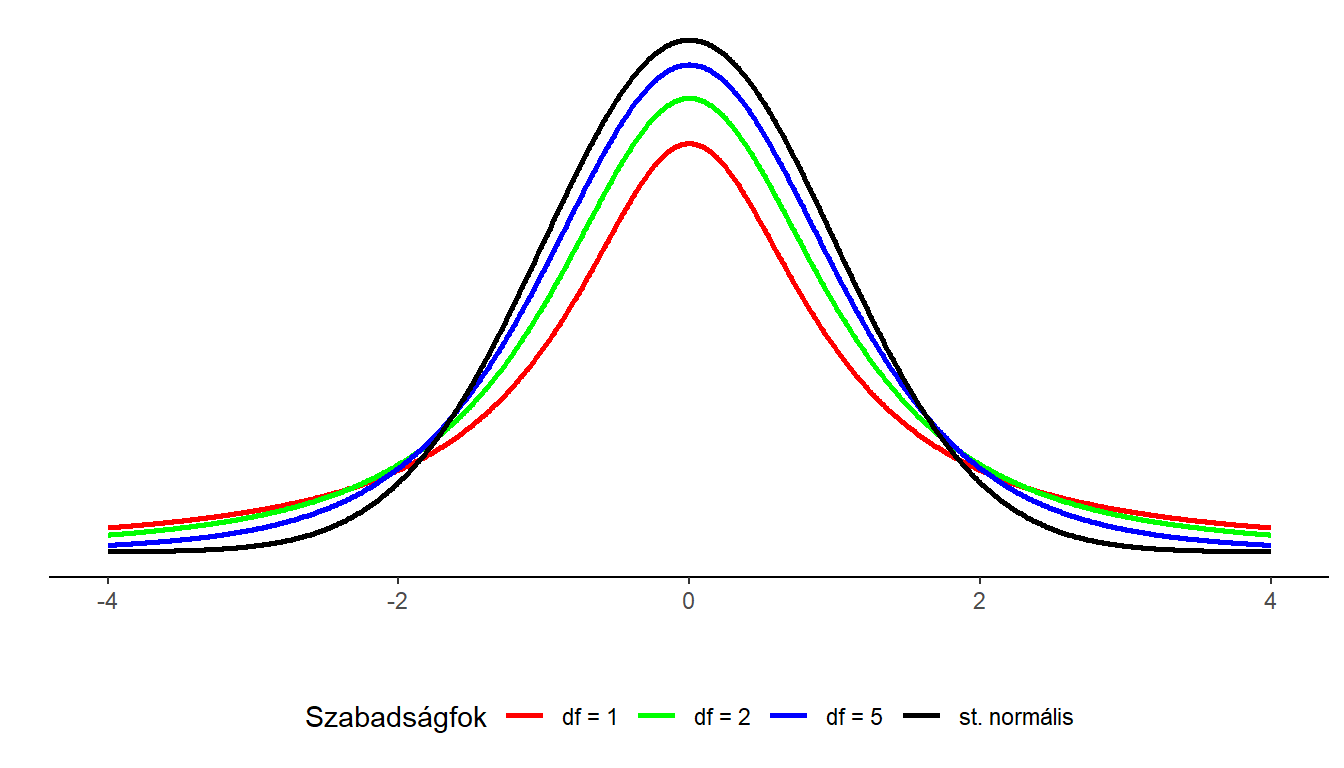 -4 -2 0 2 4
Szabadságfok df = 1 df = 2 df = 5 st. normális